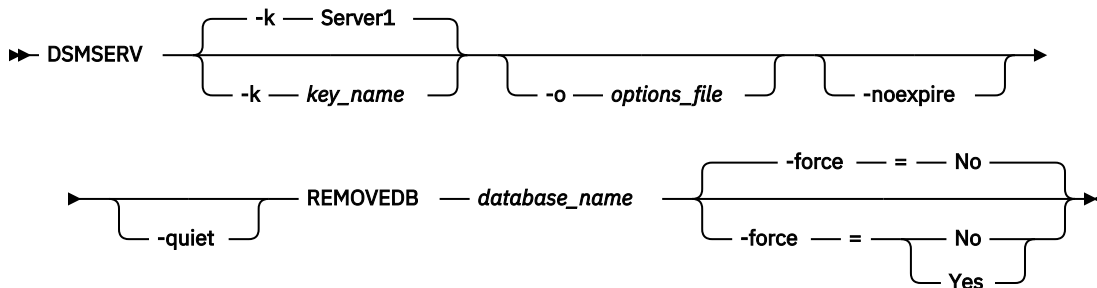 -k Server1
DSMSERV
-k key_name -o options_file -noexpire
-force = No
REMOVEDB database_name
-quiet -force = No
Yes